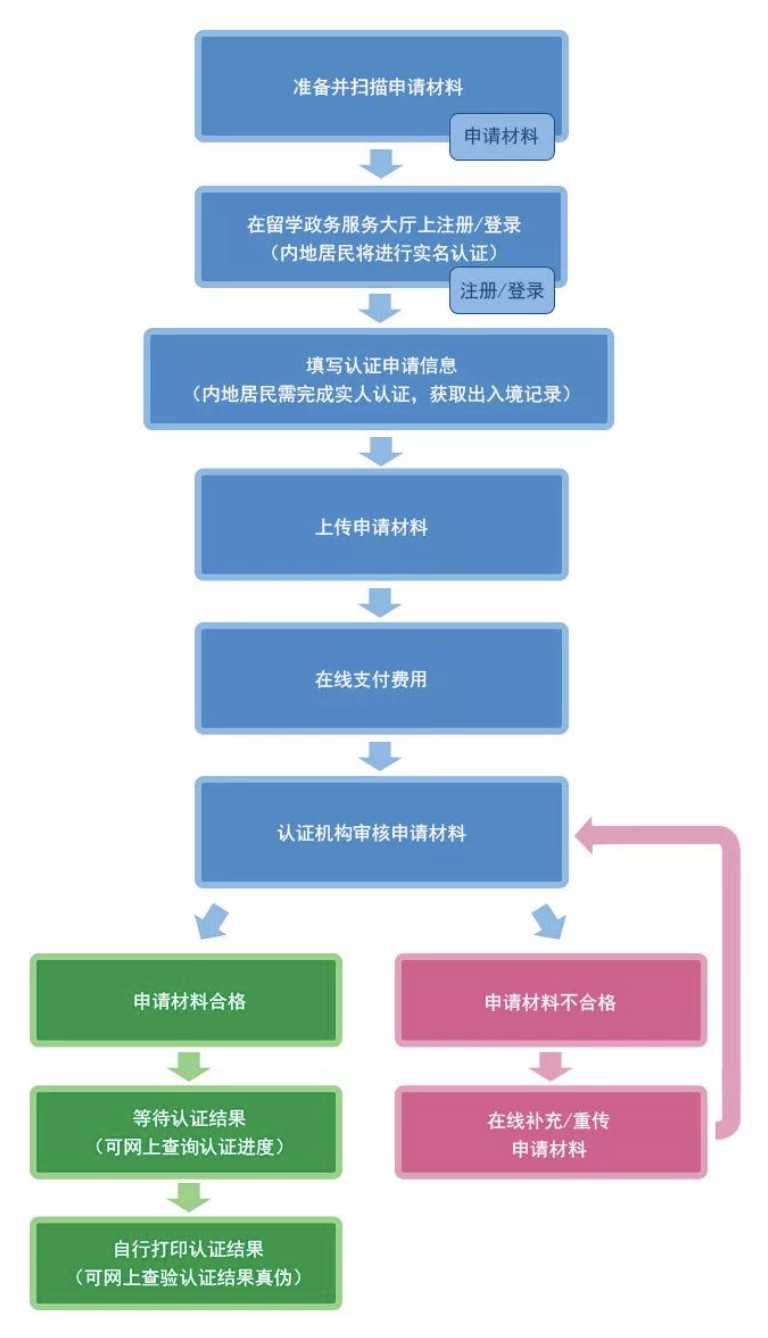 准备并扫描申请材料
申请材料
在留学政务服务大厅上注册/登录
（内地居民将进行实名认证）
注册/登录
填写认证申请信息
（内地居民需完成实人认证，获取出入境记录）
上传申请材料
在线支付费用
认证机构审核申请材料
申请材料合格
申请材料不合格
等待认证结果
（可网上查询认证进度）
在线补充/重传
申请材料
自行打印认证结果
（可网上查验认证结果真伪）